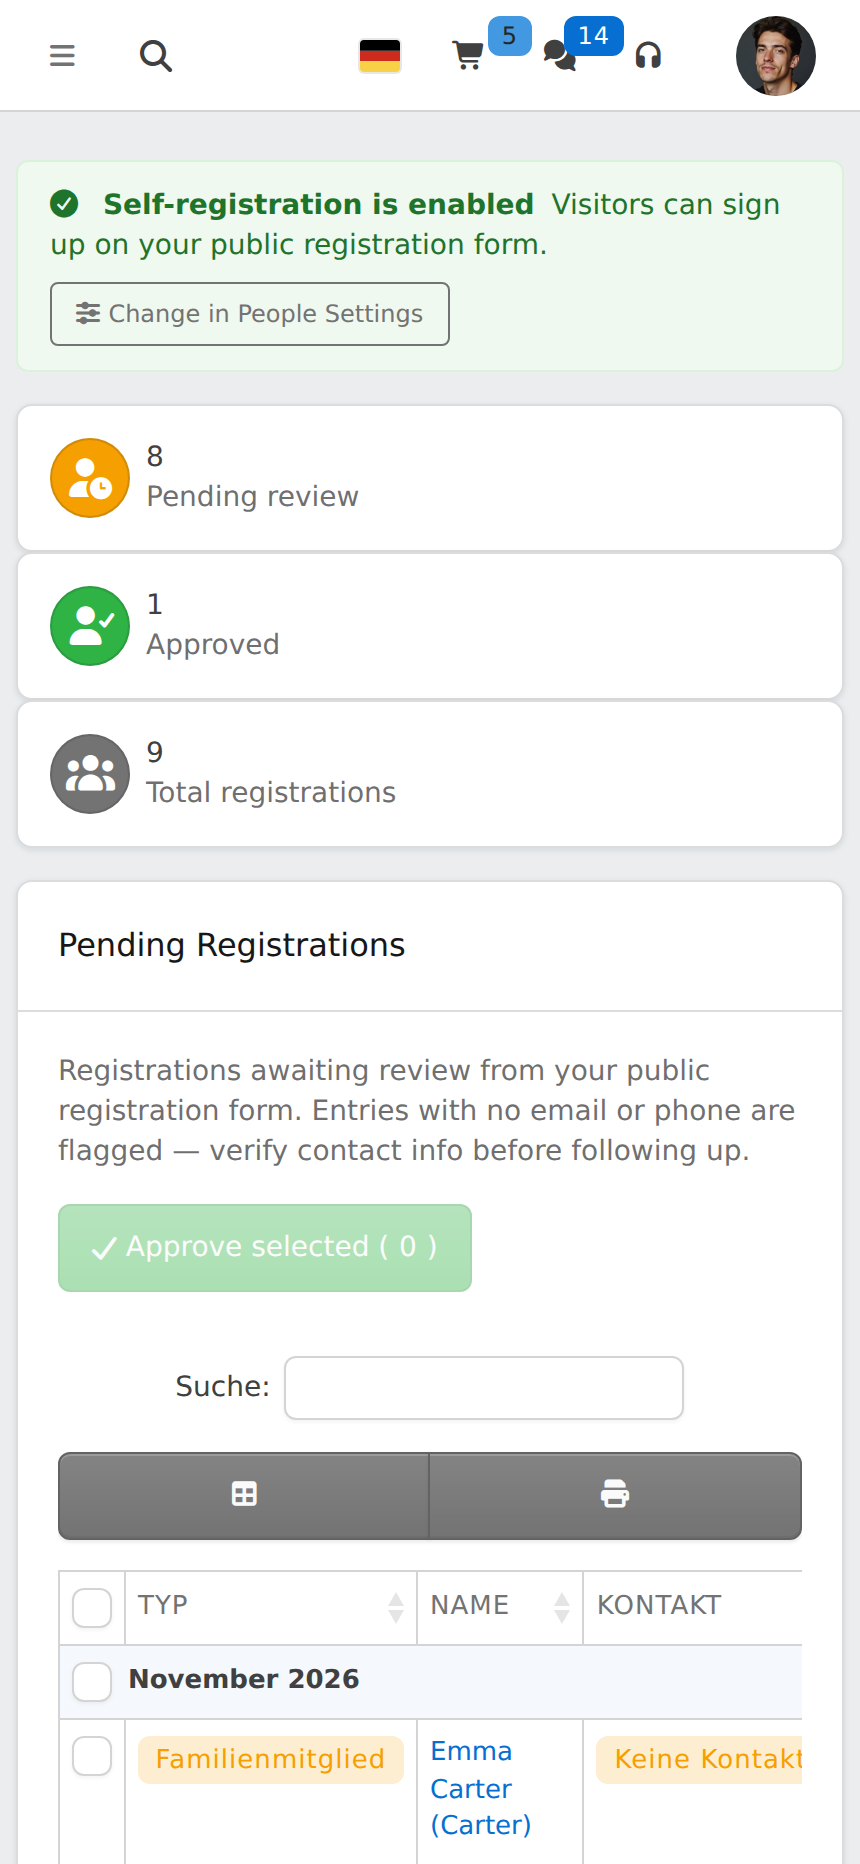 5
14
Self-registration is enabled Visitors can sign
up on your public registration form.
Change in People Settings
8
Pending review
1
Approved
9
Total registrations
Pending Registrations
Registrations awaiting review from your public
registration form. Entries with no email or phone are
flagged — verify contact info before following up.
Approve selected ( 0 )
Suche:
TYP NAME KONTAKT
November 2026
Familienmitglied Emma Keine Kontakt
Carter
(Carter)